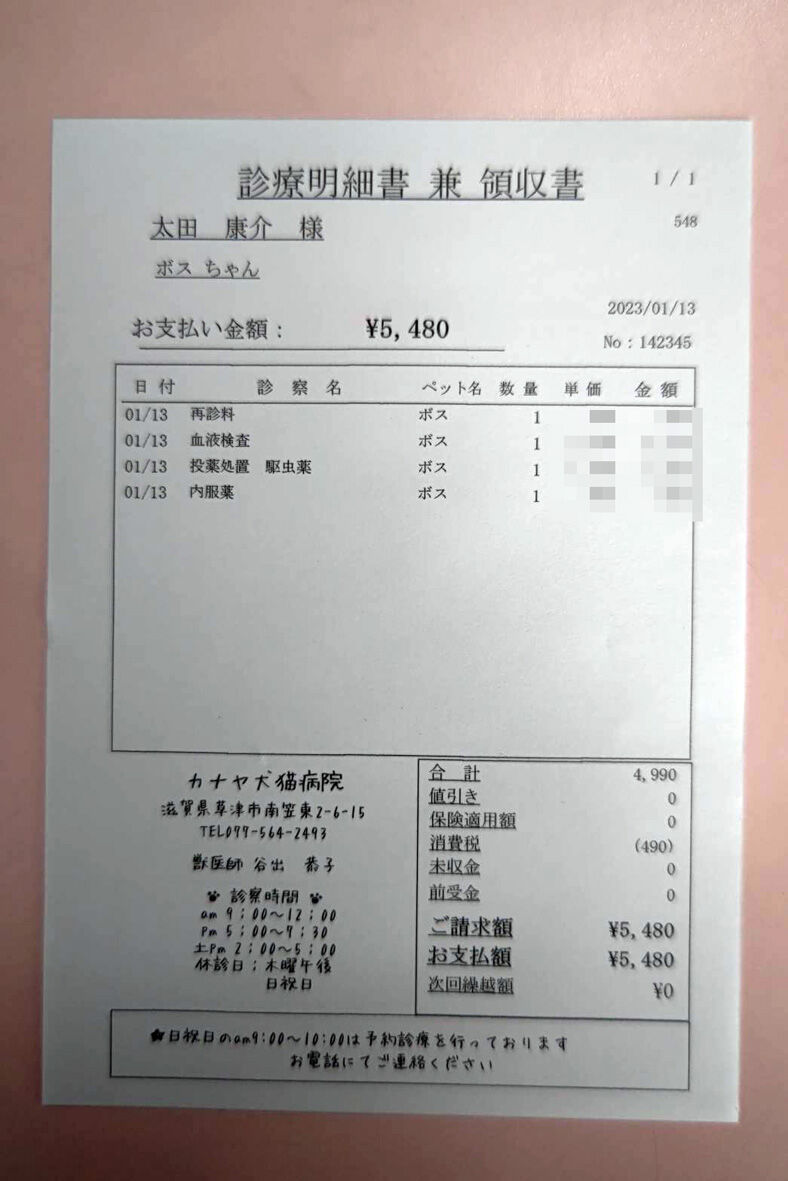 診療明細書 兼 領収書
1 / 1
太田 康介 様
548
ボス ちゃん
2023/01/13
お支払い金額： ¥5,480
No：142345
日付 診察名 ペット名 数量 単価 金額
01/13 再診料 ボス 1
01/13 血液検査 ボス 1
01/13 投薬処置 駆虫薬 ボス 1
01/13 内服薬 ボス 1
カナヤ犬猫病院
滋賀県草津市南笠東2-6-15
TEL077-564-2493
獣医師 谷出 恭子
診察時間
am 9：00〜12：00
pm 5：00〜7：30
土pm 2：00〜5：00
休診日；木曜午後
日祝日
合計 4,990
値引き 0
保険適用額 0
消費税 (490)
未収金 0
前受金 0
ご請求額 ¥5,480
お支払額 ¥5,480
次回繰越額 ¥0
★日祝日のam9:00〜10:00は予約診療を行っております
お電話にてご連絡ください